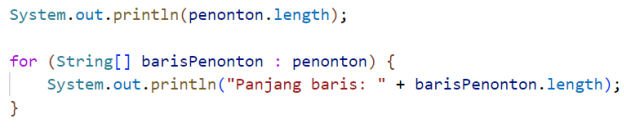 System.out.println(penonton.length);
for (String[] barisPenonton : penonton) {
System.out.println("Panjang baris: " + barisPenonton.length);
}